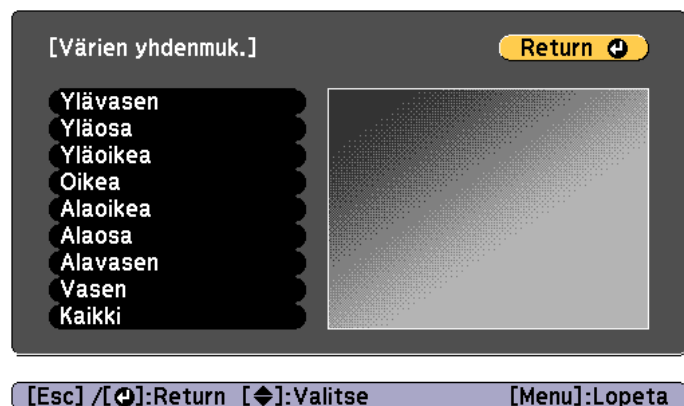 [Värien yhdenmuk.]
Return
Ylävasen
Yläosa
Yläoikea
Oikea
Alaoikea
Alaosa
Alavasen
Vasen
Kaikki
[Esc] /[⏎]:Return [◆]:Valitse [Menu]:Lopeta